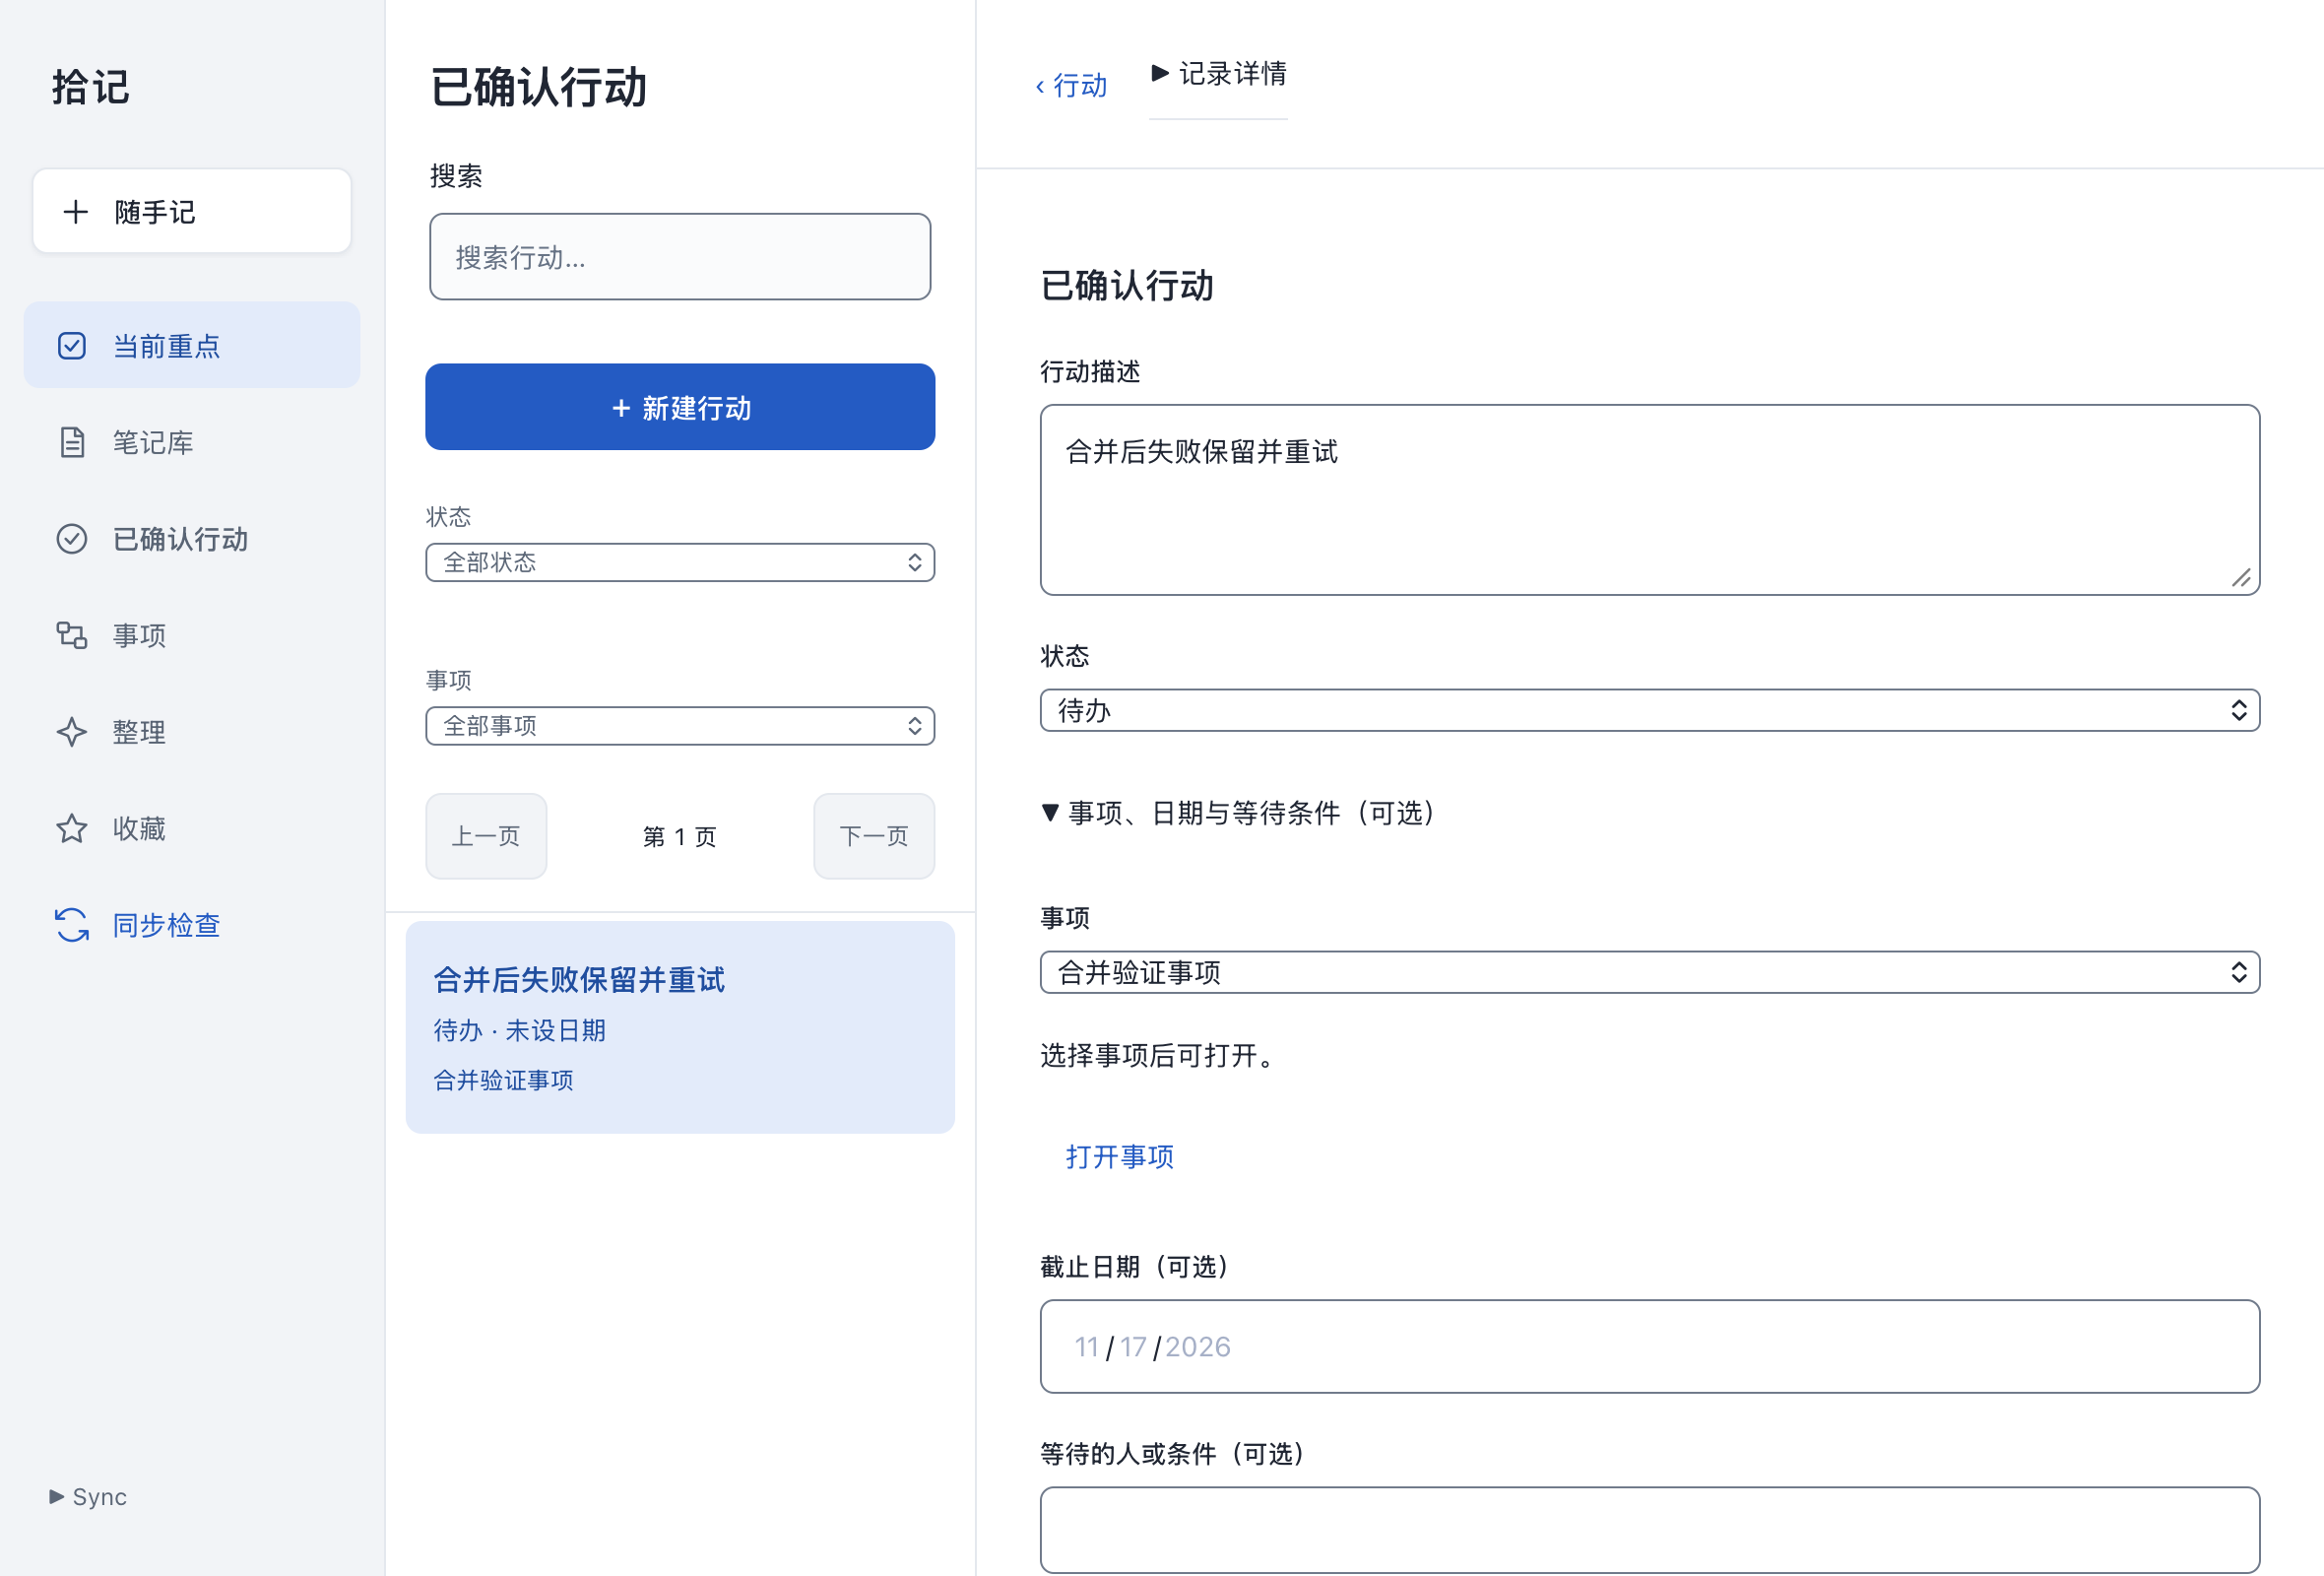 拾记
随手记
当前重点
笔记库
已确认行动
事项
整理
收藏
同步检查
Sync
已确认行动
搜索
搜索行动...
+ 新建行动
状态
全部状态
事项
全部事项
上一页
第 1 页
下一页
合并后失败保留并重试
待办 · 未设日期
合并验证事项
‹ 行动
▶ 记录详情
已确认行动
行动描述
合并后失败保留并重试
状态
待办
▼ 事项、日期与等待条件（可选）
事项
合并验证事项
选择事项后可打开。
打开事项
截止日期（可选）
11/17/2026
等待的人或条件（可选）